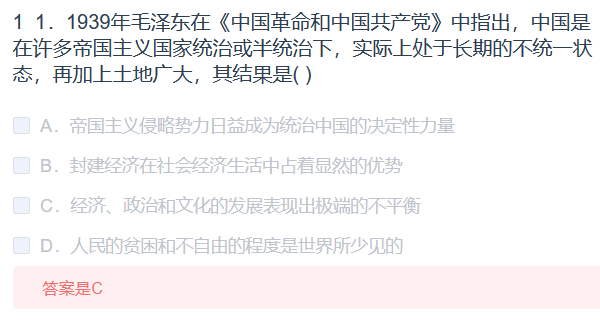 1 1．1939年毛泽东在《中国革命和中国共产党》中指出，中国是
在许多帝国主义国家统治或半统治下，实际上处于长期的不统一状
态，再加上土地广大，其结果是( )
A．帝国主义侵略势力日益成为统治中国的决定性力量
B．封建经济在社会经济生活中占着显然的优势
C．经济、政治和文化的发展表现出极端的不平衡
D．人民的贫困和不自由的程度是世界所少见的
答案是C